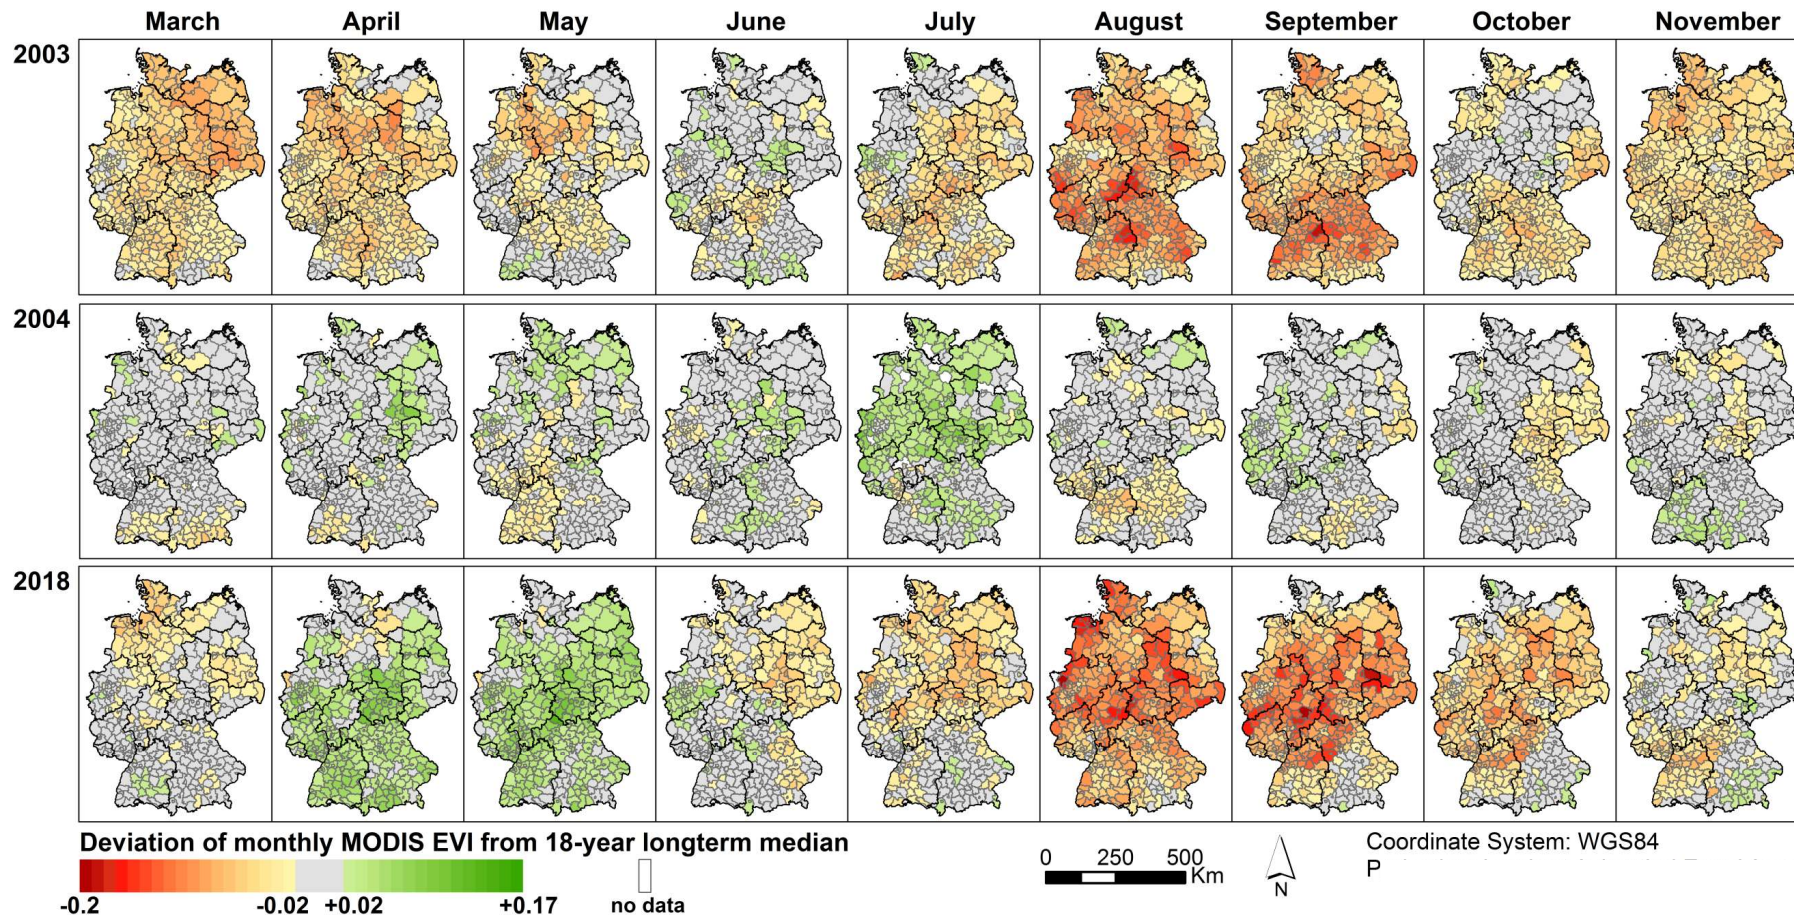 March April May June July August September October November
2003
2004
2018
Deviation of monthly MODIS EVI from 18-year longterm median
-0.2 -0.02 +0.02 +0.17 no data
0 250 500
Km
N
Coordinate System: WGS84
P